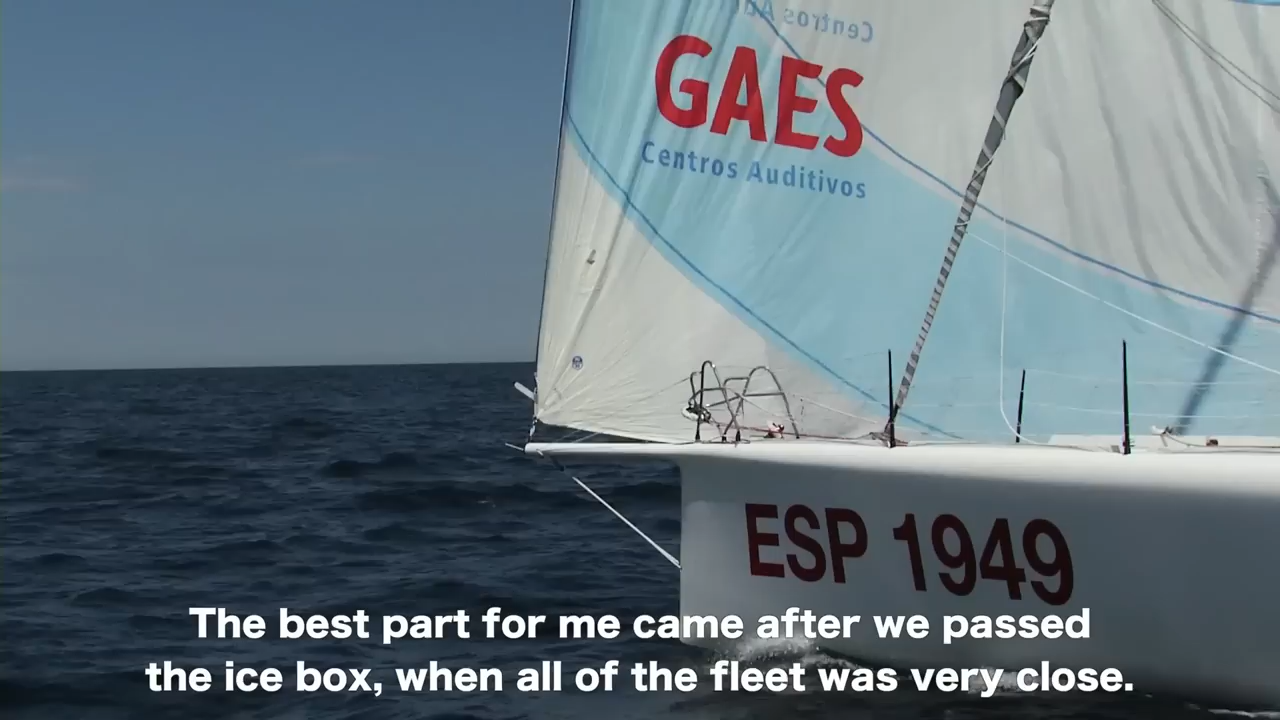 Centros Au
GAES
Centros Auditivos
ESP 1949
The best part for me came after we passed
the ice box, when all of the fleet was very close.